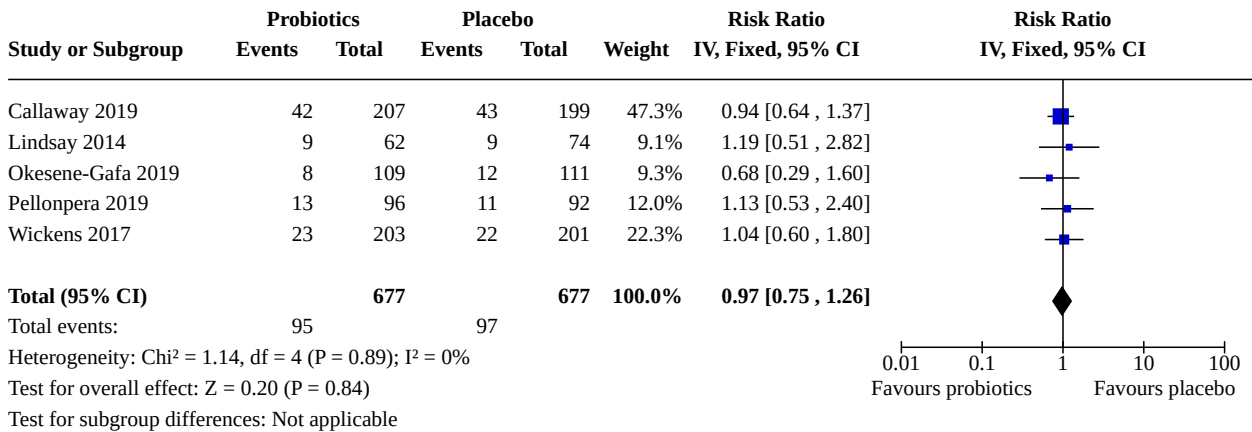 Probiotics Placebo Risk Ratio Risk Ratio
Study or Subgroup Events Total Events Total Weight IV, Fixed, 95% CI IV, Fixed, 95% CI
Callaway 2019 42 207 43 199 47.3% 0.94 [0.64 , 1.37]
Lindsay 2014 9 62 9 74 9.1% 1.19 [0.51 , 2.82]
Okesene-Gafa 2019 8 109 12 111 9.3% 0.68 [0.29 , 1.60]
Pellonpera 2019 13 96 11 92 12.0% 1.13 [0.53 , 2.40]
Wickens 2017 23 203 22 201 22.3% 1.04 [0.60 , 1.80]
Total (95% CI) 677 677 100.0% 0.97 [0.75 , 1.26]
Total events: 95 97
Heterogeneity: Chi² = 1.14, df = 4 (P = 0.89); I² = 0%
0.01 0.1 1 10 100
Test for overall effect: Z = 0.20 (P = 0.84)
Favours probiotics Favours placebo
Test for subgroup differences: Not applicable